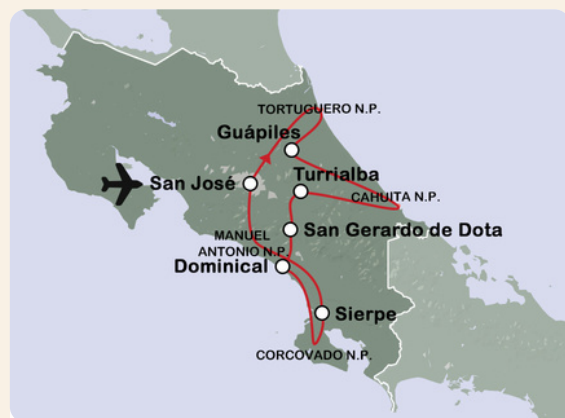 TORTUGUERO N.P.
Guápiles
Turrialba
San José
CAHUITA N.P.
MANUEL
ANTONIO N.P.
San Gerardo de Dota
Dominical
Sierpe
CORCOVADO N.P.